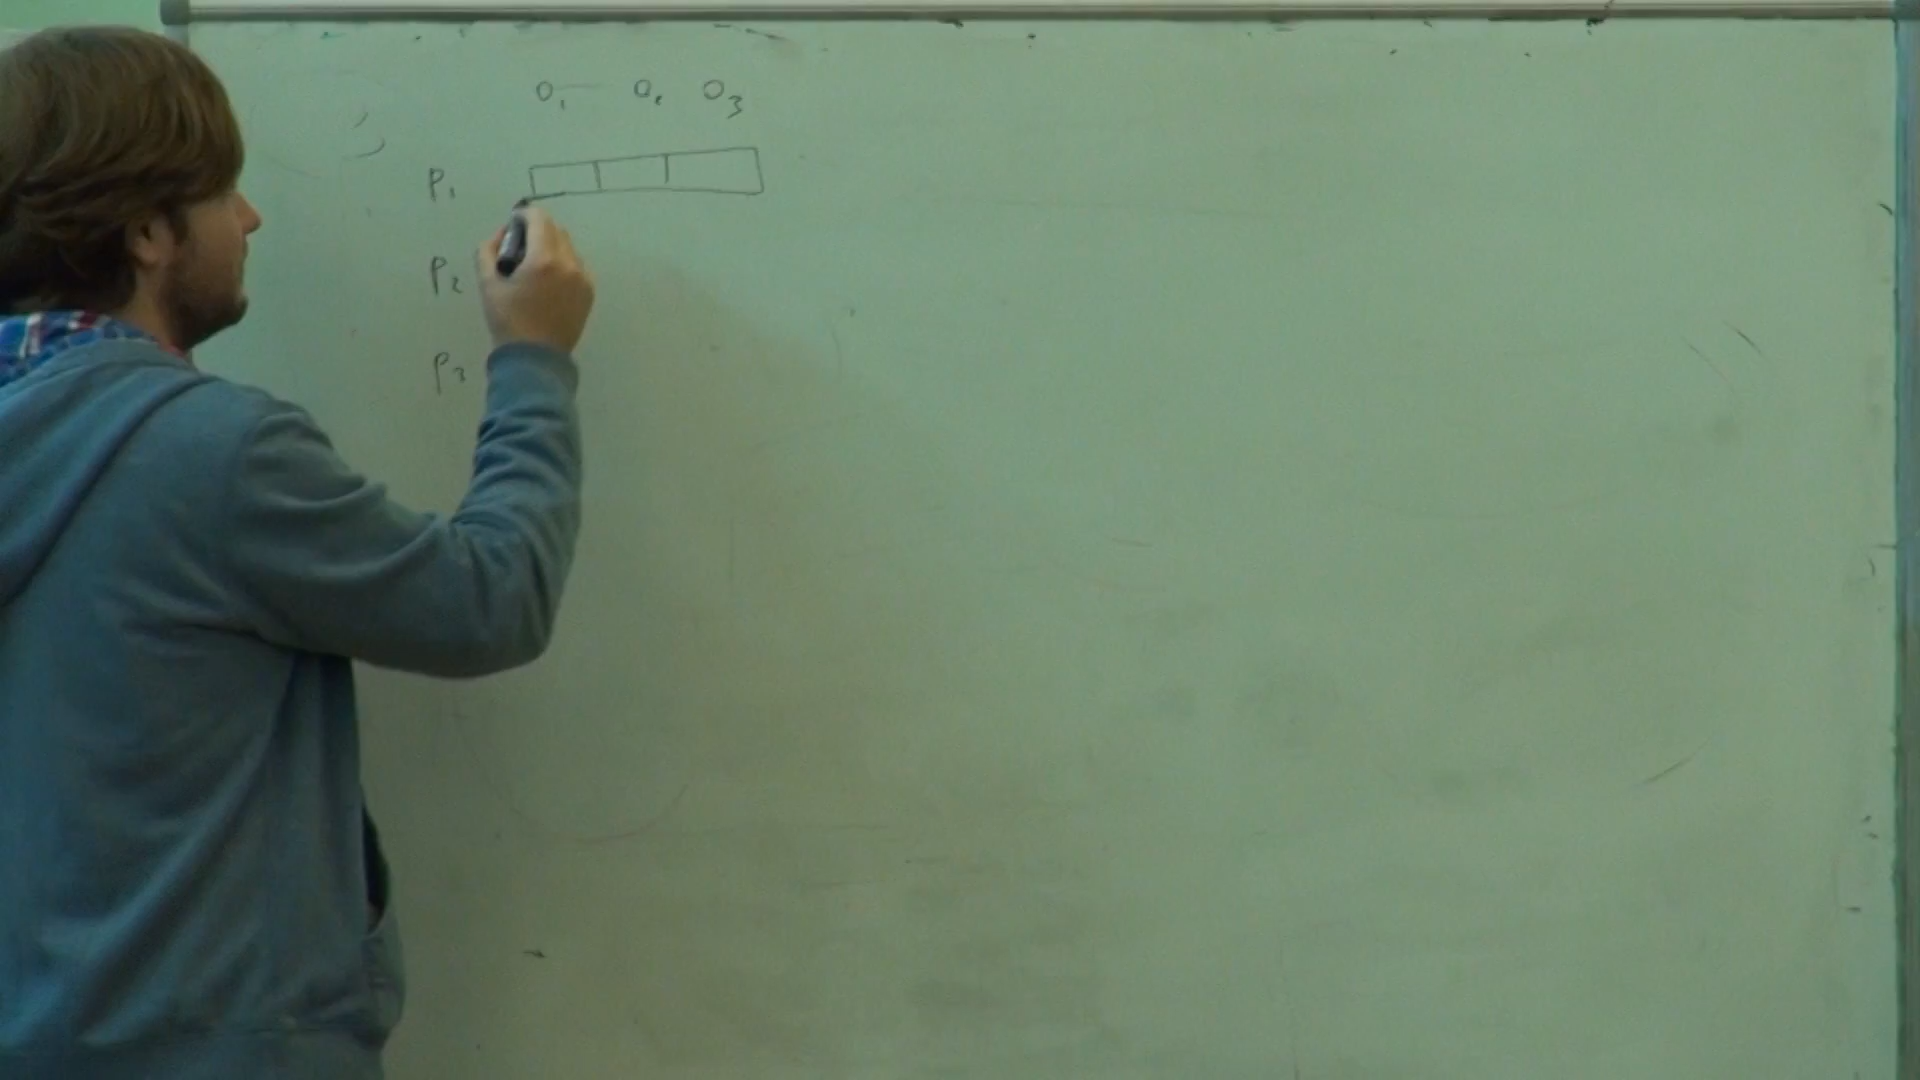 O₁ O₂ O₃
P₁
P₂
P₃